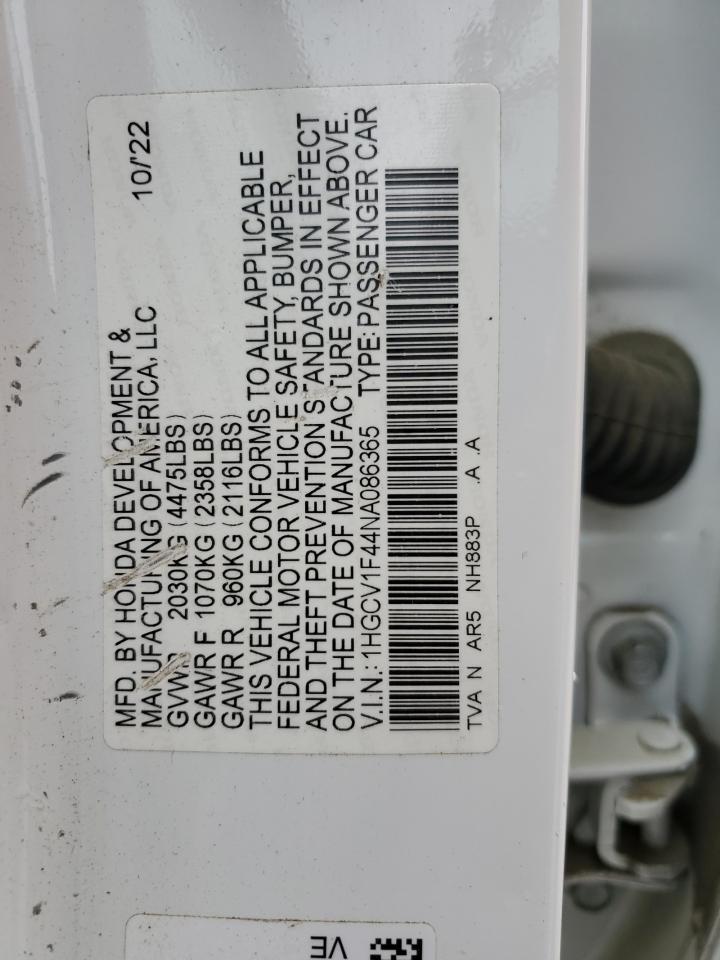 MFD. BY HONDA DEVELOPMENT &
MANUFACTURING OF AMERICA, LLC 10/'22
GVWR 2030KG (4475LBS)
GAWR F 1070KG (2358LBS)
GAWR R 960KG (2116LBS)
THIS VEHICLE CONFORMS TO ALL APPLICABLE
FEDERAL MOTOR VEHICLE SAFETY, BUMPER,
AND THEFT PREVENTION STANDARDS IN EFFECT
ON THE DATE OF MANUFACTURE SHOWN ABOVE.
V.I.N.: 1HGCV1F44NA086365 TYPE: PASSENGER CAR
TVA N AR5 NH883P .A .A
VE